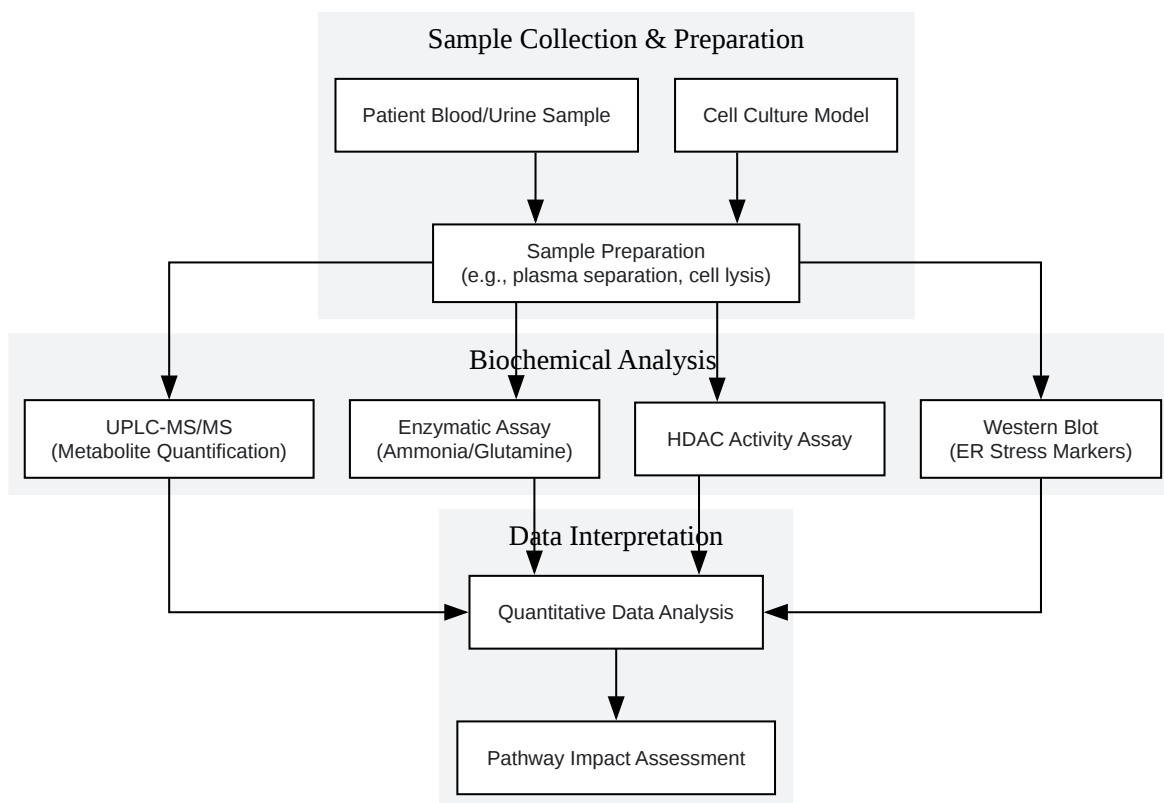 Sample Collection & Preparation
Patient Blood/Urine Sample
Cell Culture Model
Sample Preparation
(e.g., plasma separation, cell lysis)
Biochemical Analysis
UPLC-MS/MS
(Metabolite Quantification)
Enzymatic Assay
(Ammonia/Glutamine)
HDAC Activity Assay
Western Blot
(ER Stress Markers)
Data Interpretation
Quantitative Data Analysis
Pathway Impact Assessment